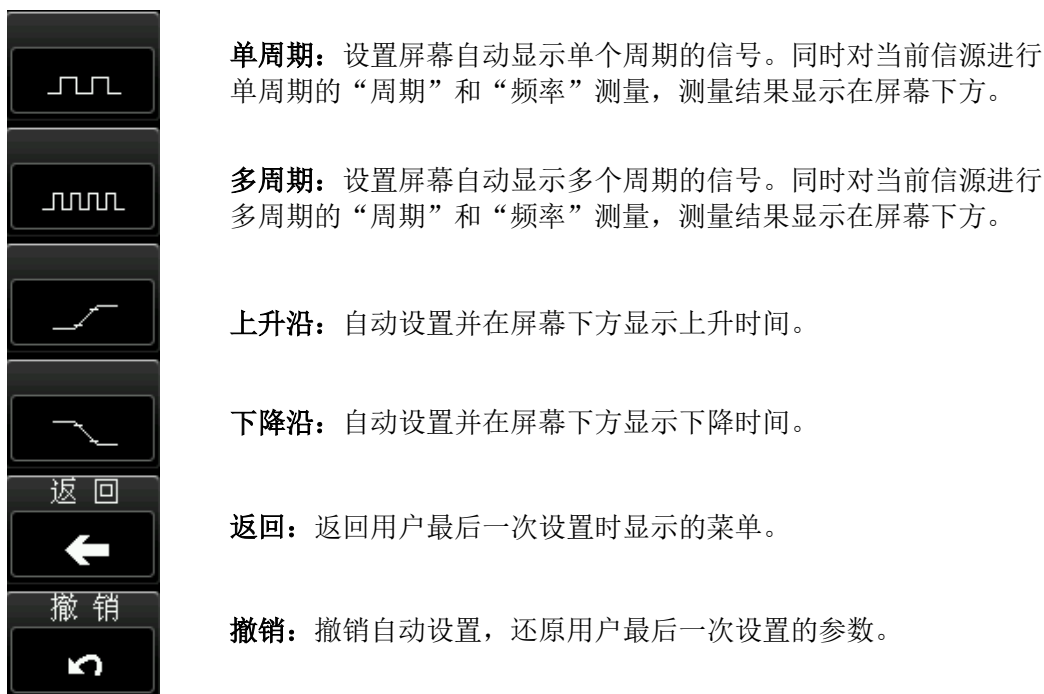 单周期：设置屏幕自动显示单个周期的信号。同时对当前信源进行
单周期的“周期”和“频率”测量，测量结果显示在屏幕下方。
多周期：设置屏幕自动显示多个周期的信号。同时对当前信源进行
多周期的“周期”和“频率”测量，测量结果显示在屏幕下方。
上升沿：自动设置并在屏幕下方显示上升时间。
下降沿：自动设置并在屏幕下方显示下降时间。
返回
返回：返回用户最后一次设置时显示的菜单。
撤销
撤销：撤销自动设置，还原用户最后一次设置的参数。